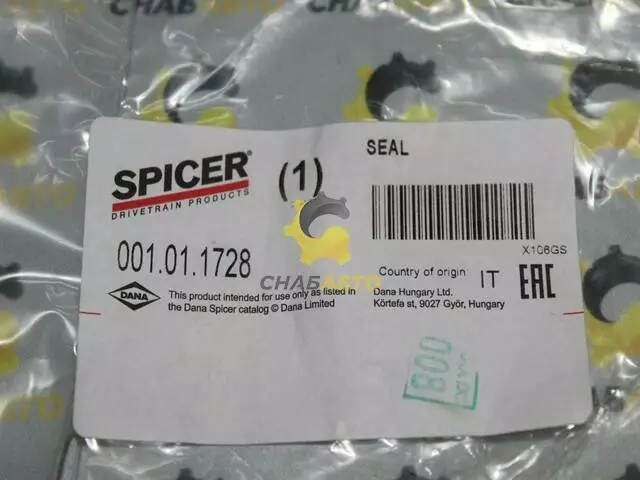 SPICER®
DRIVETRAIN PRODUCTS
(1)
SEAL
X106GS
001.01.1728
СНАБАВТО
Country of origin IT
EAC
DANA
This product intended for use only as listed in
the Dana Spicer catalog © Dana Limited
Dana Hungary Ltd.
Körtefa st, 9027 Győr, Hungary
008